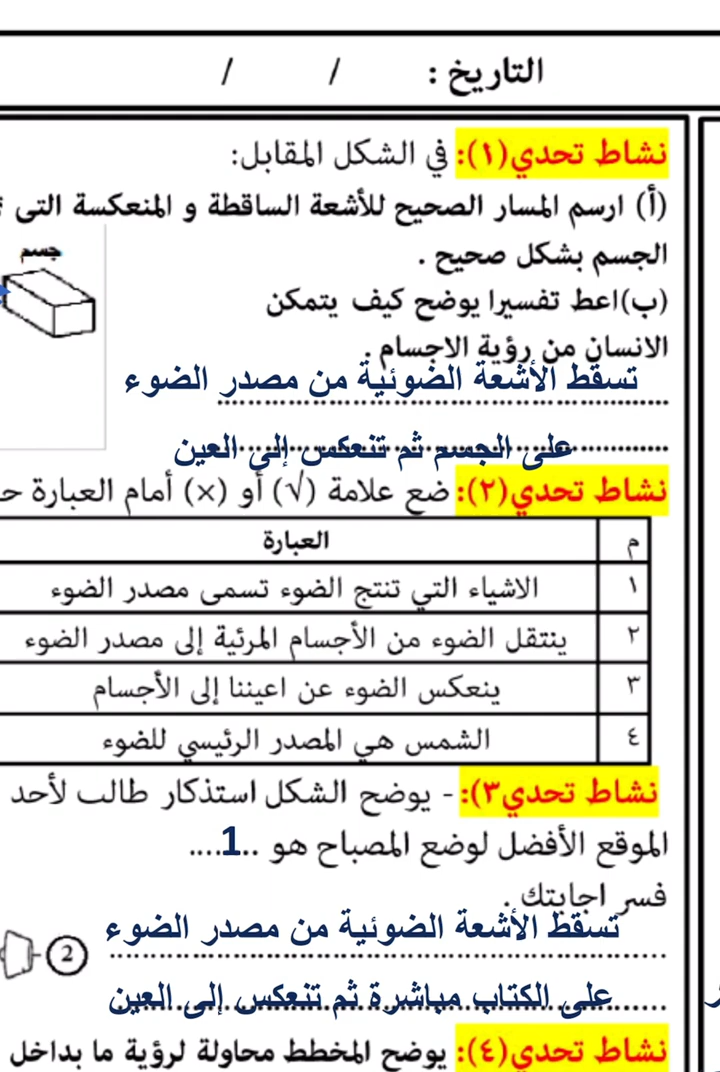 التاريخ : / /
نشاط تحدي(١): في الشكل المقابل:
(أ) ارسم المسار الصحيح للأشعة الساقطة و المنعكسة التى
الجسم بشكل صحيح .
جسم
(ب)اعط تفسيرا يوضح كيف يتمكن
الانسان من رؤية الاجسام .
تسقط الأشعة الضوئية من مصدر الضوء
على الجسم ثم تنعكس إلى العين
نشاط تحدي(٢): ضع علامة (√) أو (×) أمام العبارة
م العبارة
١ الاشياء التي تنتج الضوء تسمى مصدر الضوء
٢ ينتقل الضوء من الأجسام المرئية إلى مصدر الضوء
٣ ينعكس الضوء عن اعيننا إلى الأجسام
٤ الشمس هي المصدر الرئيسي للضوء
نشاط تحدي٣): - يوضح الشكل استذكار طالب لأحد
الموقع الأفضل لوضع المصباح هو ..1....
فسر اجابتك .
تسقط الأشعة الضوئية من مصدر الضوء
2
على الكتاب مباشرة ثم تنعكس إلى العين
نشاط تحدي(٤): يوضح المخطط محاولة لرؤية ما بداخل